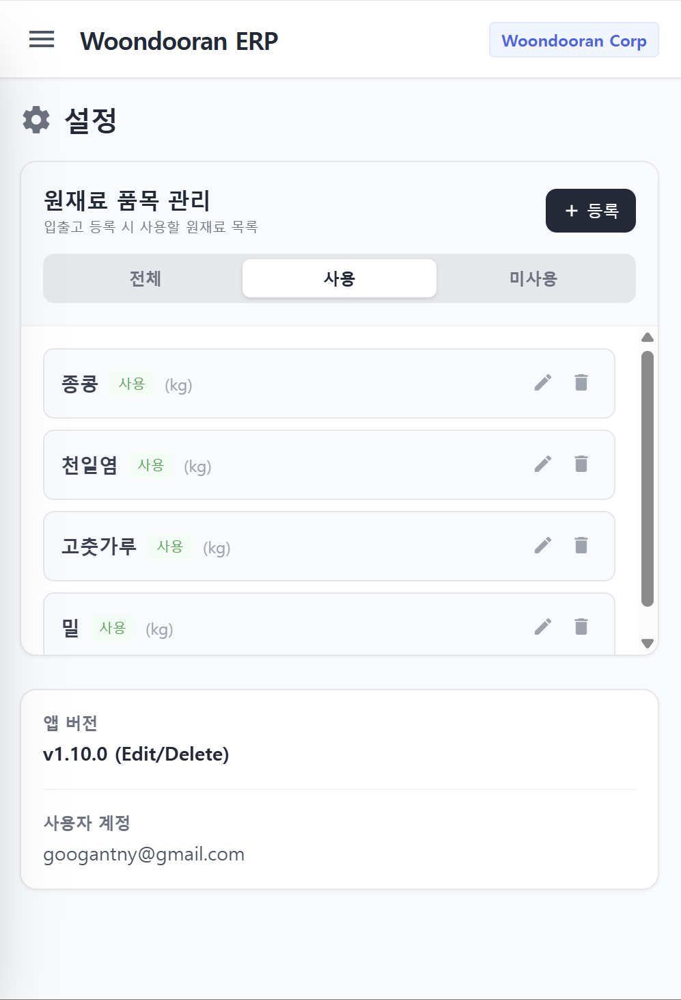 Woondooran ERP
Woondooran Corp
설정
원재료 품목 관리
입출고 등록 시 사용할 원재료 목록
+ 등록
전체
사용
미사용
종콩 사용 (kg)
천일염 사용 (kg)
고춧가루 사용 (kg)
밀 사용 (kg)
앱 버전
v1.10.0 (Edit/Delete)
사용자 계정
googantny@gmail.com